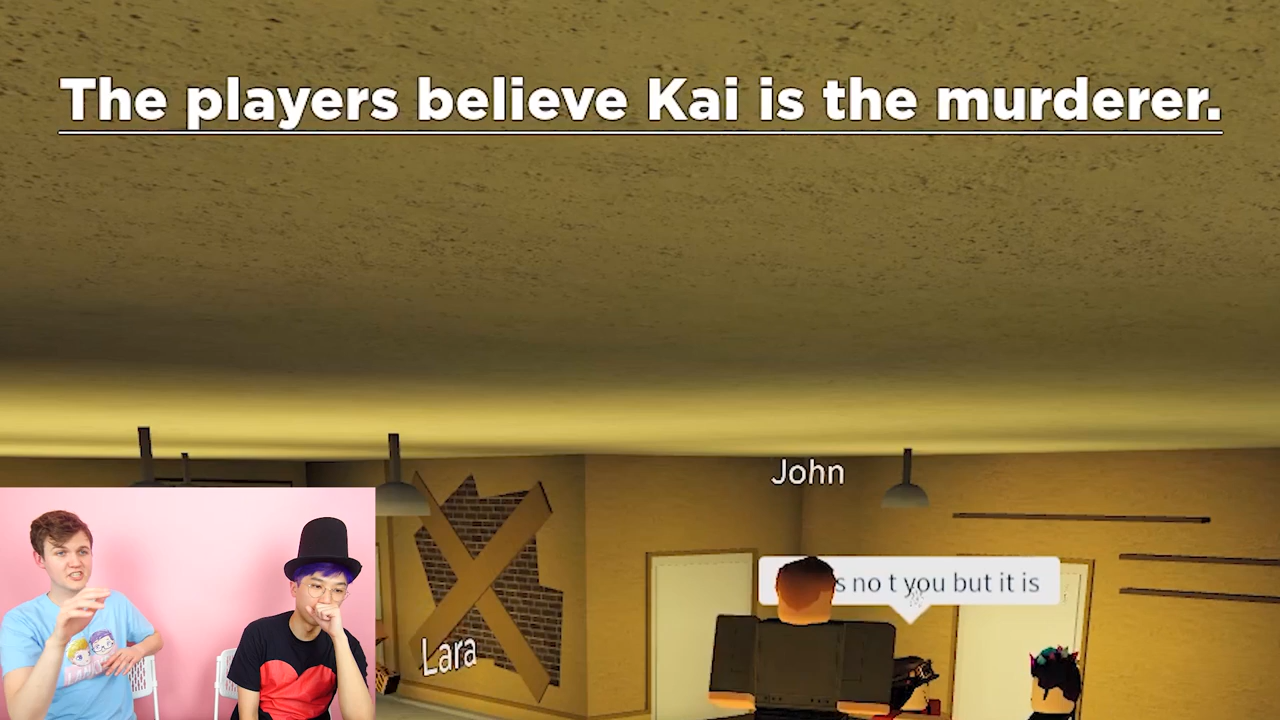 The players believe Kai is the murderer.
John
no t you but it is
Lara